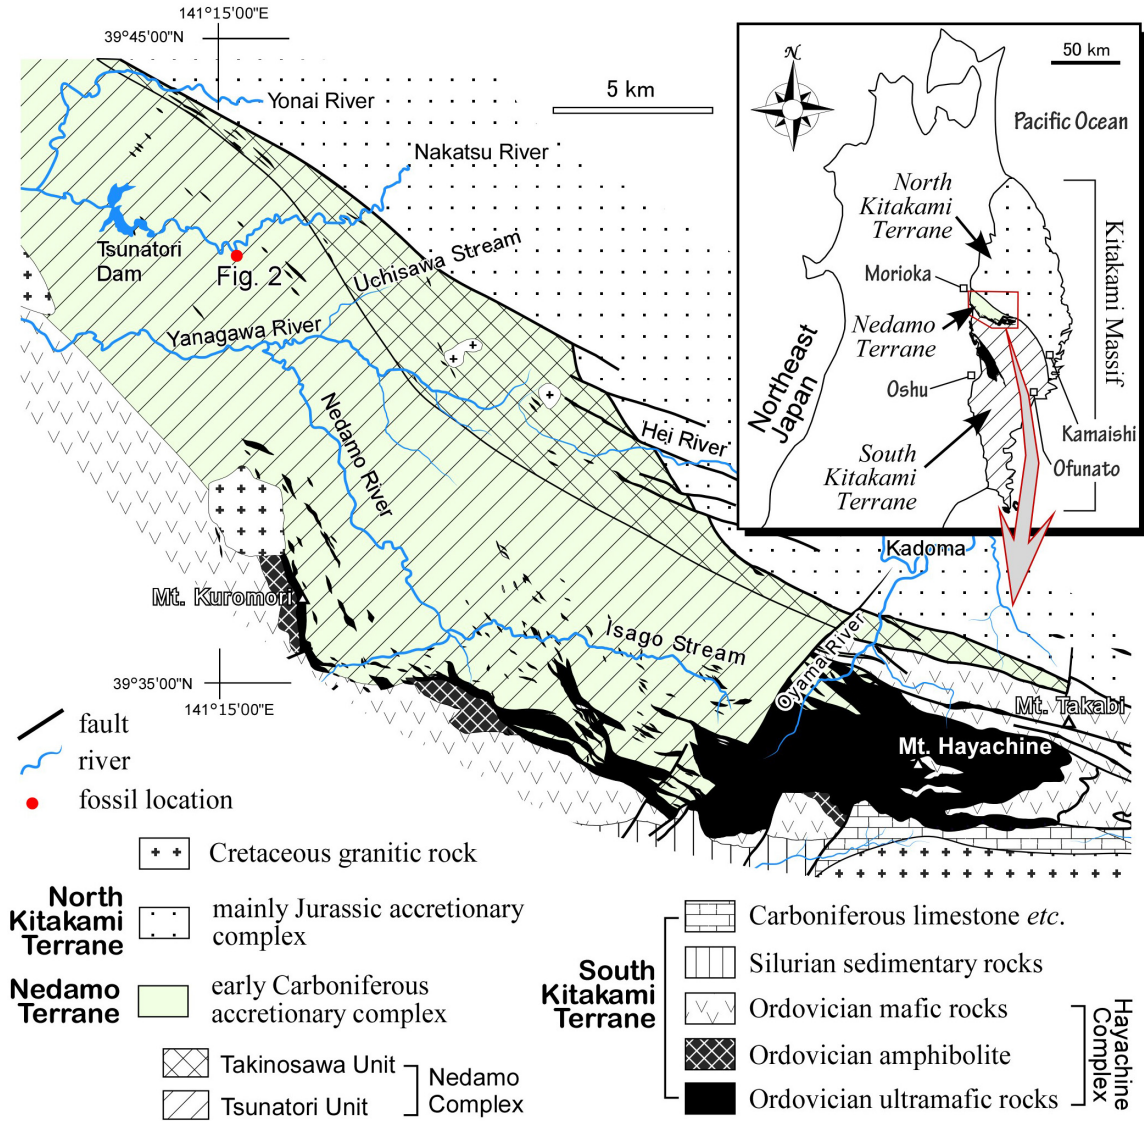 141°15'00"E
39°45'00"N
Yonai River
5 km
Nakatsu River
Tsunatori
Dam
Fig. 2
Uchisawa Stream
Yanagawa River
Nedamo River
Hei River
Mt. Kuromori
Isago Stream
Oyama River
Kadoma
Mt. Takabi
Mt. Hayachine
39°35'00"N
141°15'00"E
N
50 km
Pacific Ocean
North
Kitakami
Terrane
Morioka
Nedamo
Terrane
Oshu
Northeast
Japan
South
Kitakami
Terrane
Kitakami Massif
Kamaishi
Ofunato
fault
river
fossil location
Cretaceous granitic rock
North
Kitakami
Terrane
mainly Jurassic accretionary
complex
Nedamo
Terrane
early Carboniferous
accretionary complex
Takinosawa Unit
Tsunatori Unit
Nedamo
Complex
South
Kitakami
Terrane
Carboniferous limestone etc.
Silurian sedimentary rocks
Ordovician mafic rocks
Ordovician amphibolite
Ordovician ultramafic rocks
Hayachine
Complex